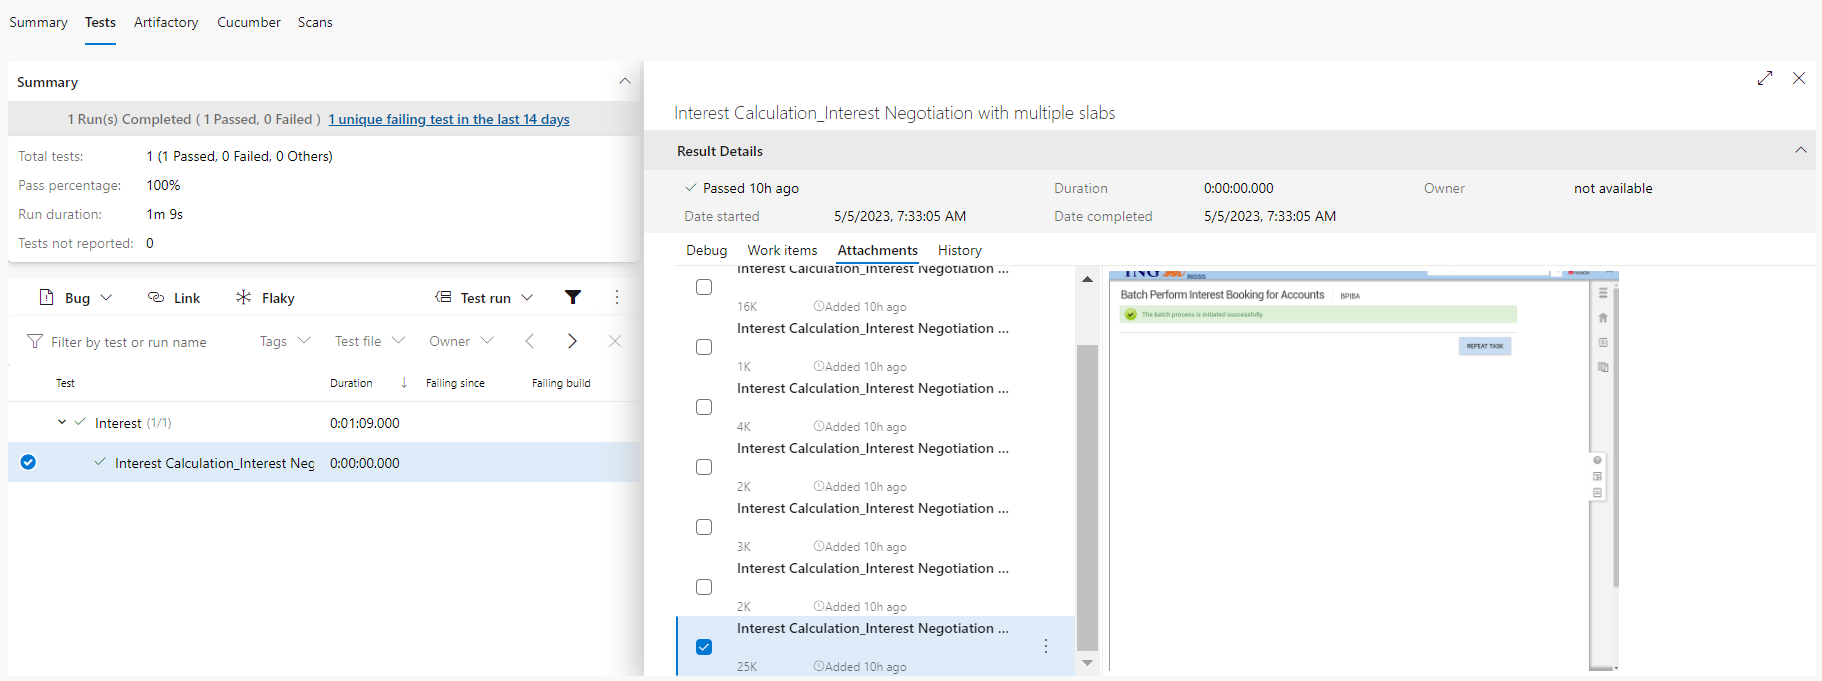 Summary Tests Artifactory Cucumber Scans
Summary
1 Run(s) Completed ( 1 Passed, 0 Failed ) 1 unique failing test in the last 14 days
Total tests: 1 (1 Passed, 0 Failed, 0 Others)
Pass percentage: 100%
Run duration: 1m 9s
Tests not reported: 0
Bug Link Flaky Test run
Filter by test or run name Tags Test file Owner
Test Duration Failing since Failing build
Interest (1/1) 0:01:09.000
Interest Calculation_Interest Neg 0:00:00.000
Interest Calculation_Interest Negotiation with multiple slabs
Result Details
Passed 10h ago Duration 0:00:00.000 Owner not available
Date started 5/5/2023, 7:33:05 AM Date completed 5/5/2023, 7:33:05 AM
Debug Work items Attachments History
Interest Calculation_Interest Negotiation ...
16K Added 10h ago
Interest Calculation_Interest Negotiation ...
1K Added 10h ago
Interest Calculation_Interest Negotiation ...
4K Added 10h ago
Interest Calculation_Interest Negotiation ...
2K Added 10h ago
Interest Calculation_Interest Negotiation ...
3K Added 10h ago
Interest Calculation_Interest Negotiation ...
2K Added 10h ago
Interest Calculation_Interest Negotiation ...
25K Added 10h ago
ING
Batch Perform Interest Booking for Accounts BPIBA
The batch process is initiated successfully.
REPEAT TASK